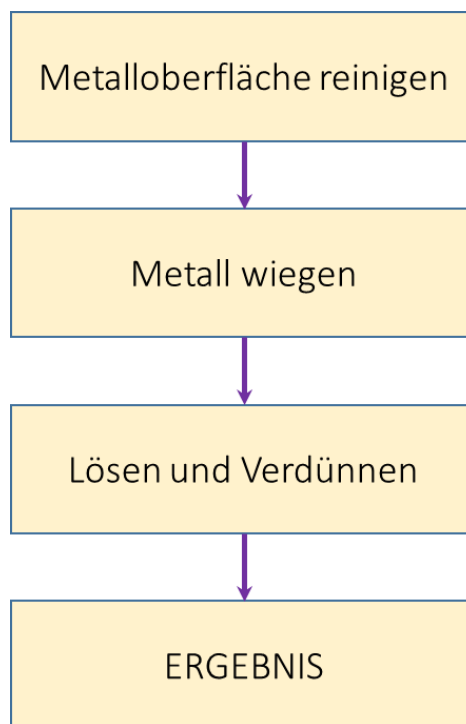 Metalloberfläche reinigen
Metall wiegen
Lösen und Verdünnen
ERGEBNIS